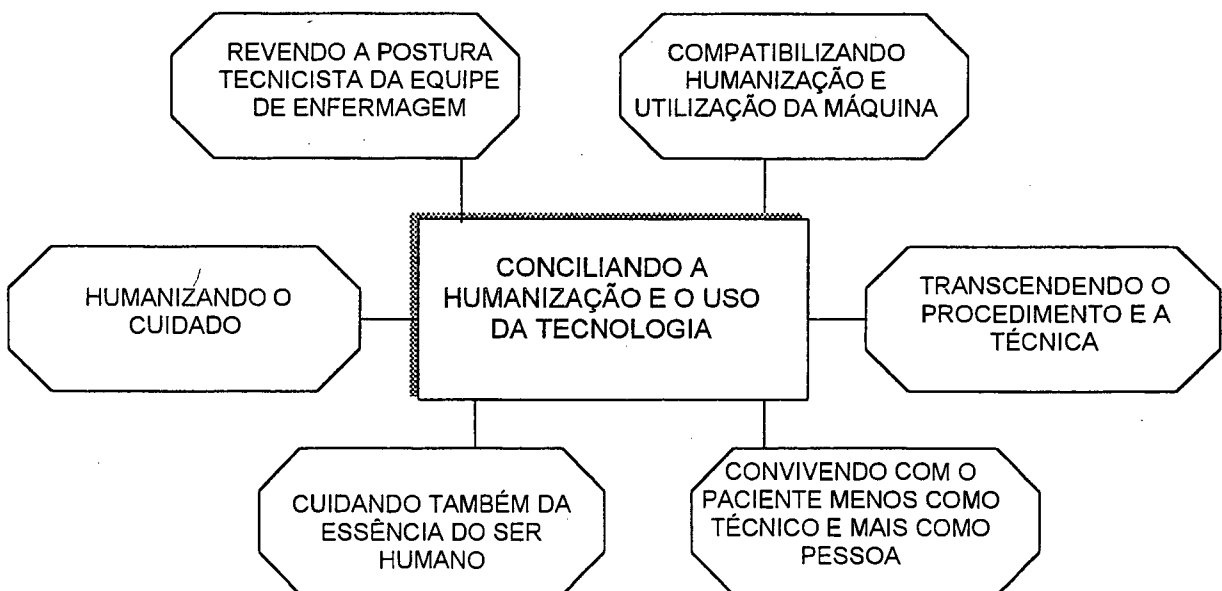 REVENDO A POSTURA
TECNICISTA DA EQUIPE
DE ENFERMAGEM
COMPATIBILIZANDO
HUMANIZAÇÃO E
UTILIZAÇÃO DA MÁQUINA
HUMANIZANDO O
CUIDADO
CONCILIANDO A
HUMANIZAÇÃO E O USO
DA TECNOLOGIA
TRANSCENDENDO O
PROCEDIMENTO E A
TÉCNICA
CUIDANDO TAMBÉM DA
ESSÊNCIA DO SER
HUMANO
CONVIVENDO COM O
PACIENTE MENOS COMO
TÉCNICO E MAIS COMO
PESSOA